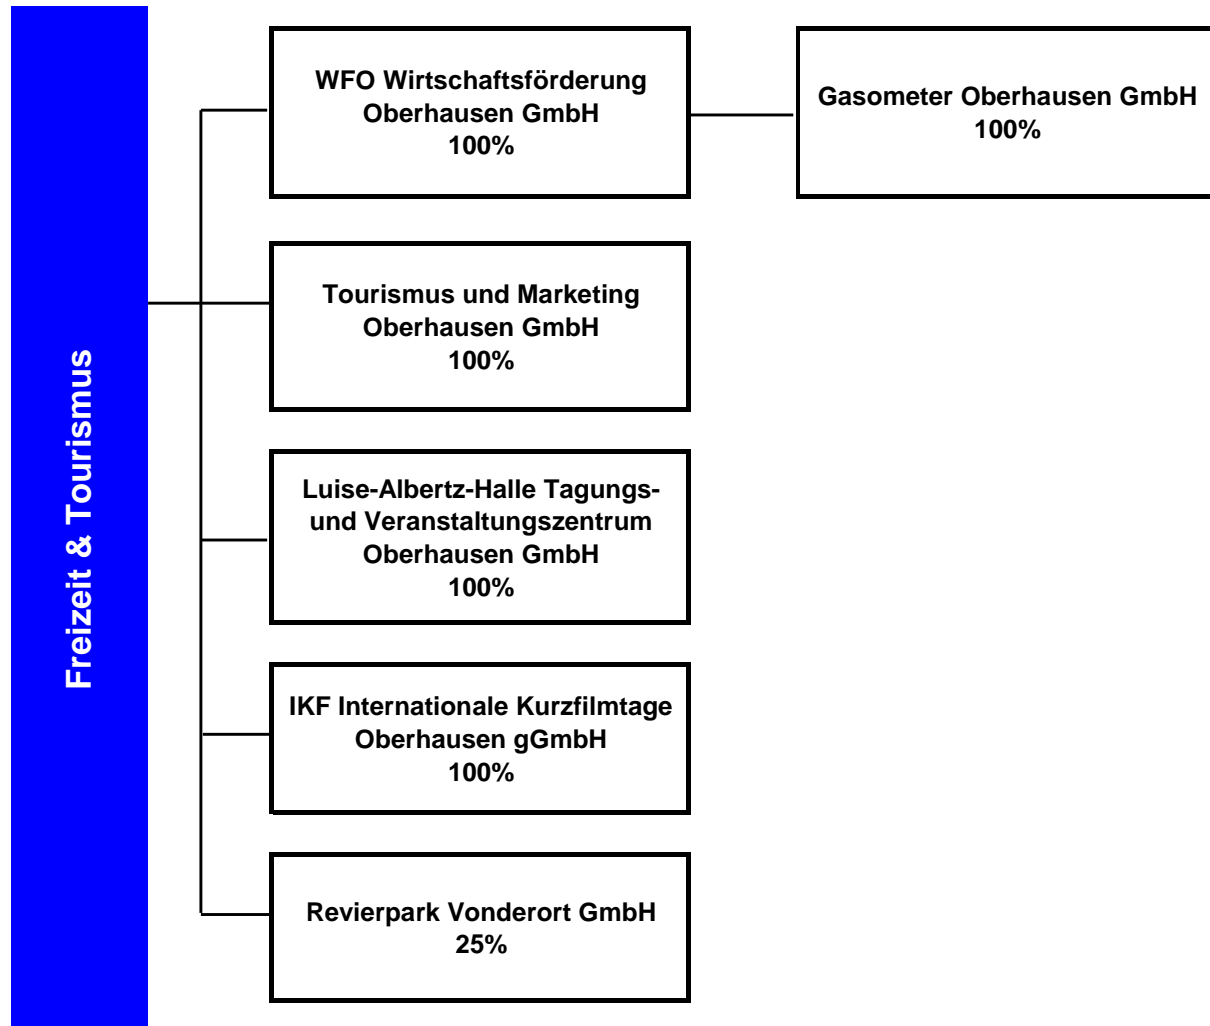 Freizeit & Tourismus
WFO Wirtschaftsförderung
Oberhausen GmbH
100%
Gasometer Oberhausen GmbH
100%
Tourismus und Marketing
Oberhausen GmbH
100%
Luise-Albertz-Halle Tagungs-
und Veranstaltungszentrum
Oberhausen GmbH
100%
IKF Internationale Kurzfilmtage
Oberhausen gGmbH
100%
Revierpark Vonderort GmbH
25%